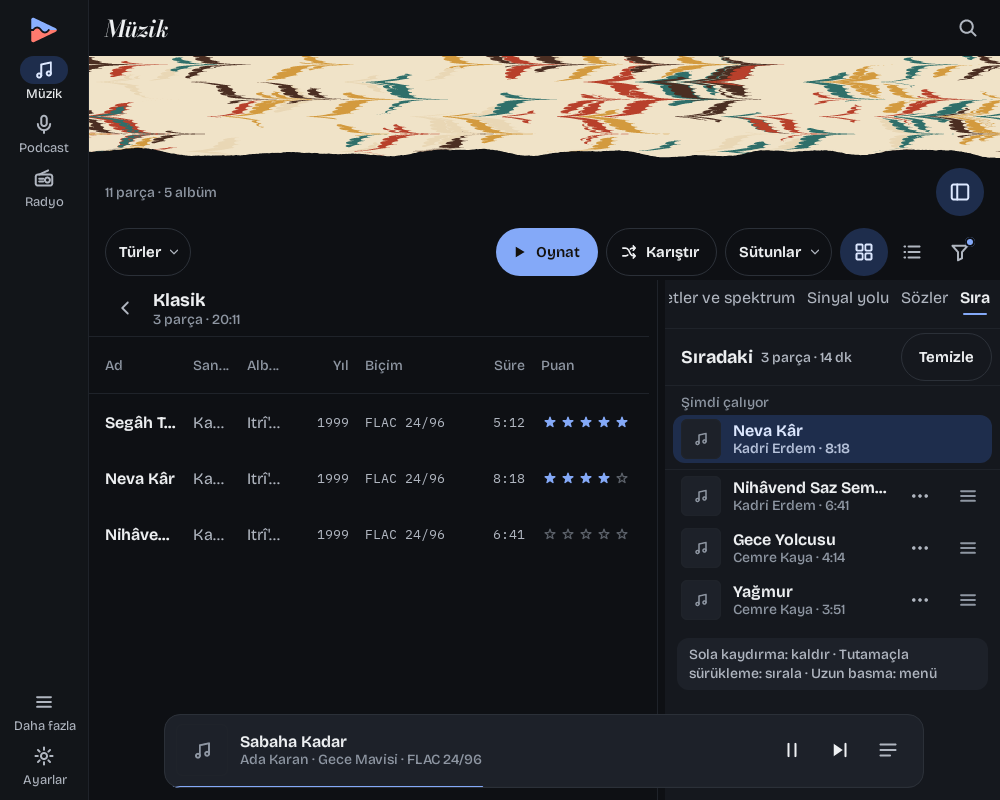 Müzik
Müzik
Podcast
Radyo
11 parça · 5 albüm
Türler
Oynat
Karıştır
Sütunlar
Klasik
3 parça · 20:11
Ad San… Alb… Yıl Biçim Süre Puan
Segâh T… Ka… Itrî'… 1999 FLAC 24/96 5:12
Neva Kâr Ka… Itrî'… 1999 FLAC 24/96 8:18
Nihâve… Ka… Itrî'… 1999 FLAC 24/96 6:41
etler ve spektrum Sinyal yolu Sözler Sıra
Sıradaki 3 parça · 14 dk Temizle
Şimdi çalıyor
Neva Kâr
Kadri Erdem · 8:18
Nihâvend Saz Sem…
Kadri Erdem · 6:41
Gece Yolcusu
Cemre Kaya · 4:14
Yağmur
Cemre Kaya · 3:51
Sola kaydırma: kaldır · Tutamaçla
sürükleme: sırala · Uzun basma: menü
Daha fazla
Ayarlar
Sabaha Kadar
Ada Karan · Gece Mavisi · FLAC 24/96